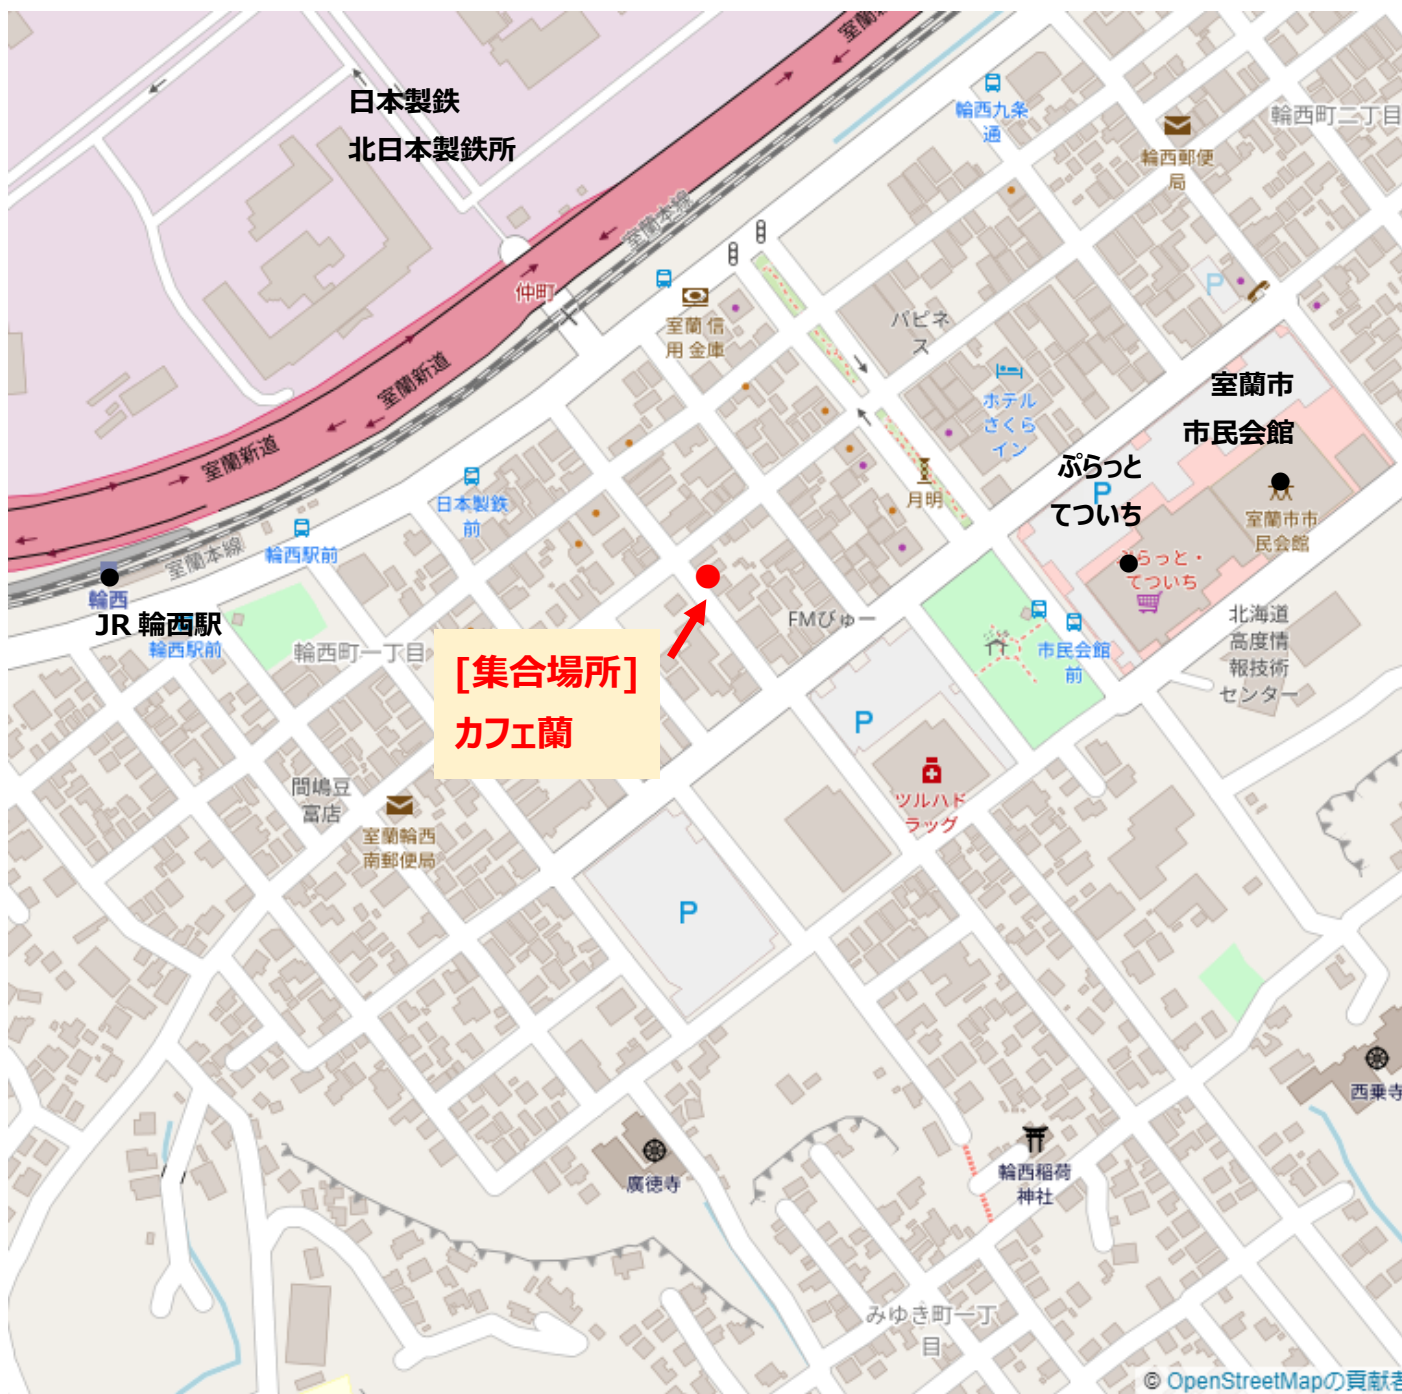 室蘭新
日本製鉄
北日本製鉄所
輪西九条
通
輪西町二丁目
輪西郵便
局
室蘭本線
仲町
室蘭信
用金庫
P
パピネ
ス
室蘭新道
室蘭新道
ホテル
さくら
イン
室蘭市
市民会館
ぷらっと
てついち
P
月明
室蘭市市
民会館
日本製鉄
前
輪西駅前
室蘭本線
ぷらっと・
てついち
輪西
JR 輪西駅
輪西駅前
輪西町一丁目
FMびゅー
市民会館
前
北海道
高度情
報技術
センター
[集合場所]
カフェ蘭
P
ツルハド
ラッグ
間嶋豆
富店
室蘭輪西
南郵便局
P
西乗寺
廣徳寺
輪西稲荷
神社
みゆき町一丁
目
© OpenStreetMapの貢献者